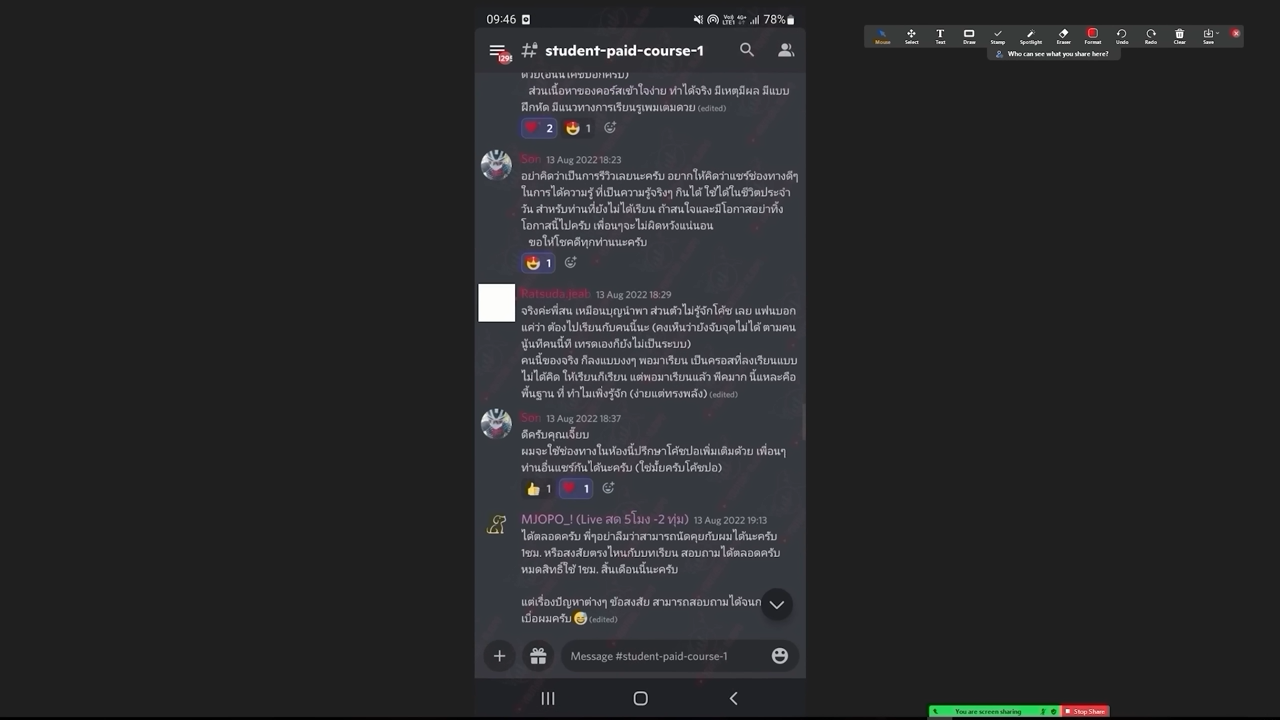 09:46
78%
student-paid-course-1
Mouse Select Text Draw Stamp Spotlight Eraser Format Undo Redo Clear Save
Who can see what you share here?
ส่วนเนื้อหาของคอร์สเข้าใจง่าย ทำได้จริง มีเหตุมีผล มีแบบ
ฝึกหัด มีแนวทางการเรียนรู้เพิ่มเติมด้วย (edited)
2 1
Son 13 Aug 2022 18:23
อย่าคิดว่าเป็นการรีวิวเลยนะครับ อยากให้คิดว่าแชร์ช่องทางดีๆ
ในการได้ความรู้ ที่เป็นความรู้จริงๆ กินได้ ใช้ได้ในชีวิตประจำ
วัน สำหรับท่านที่ยังไม่ได้เรียน ถ้าสนใจและมีโอกาสอย่าทิ้ง
โอกาสนี้ไปครับ เพื่อนๆจะไม่ผิดหวังแน่นอน
ขอให้โชคดีทุกท่านนะครับ
1
Ratsuda Jeab 13 Aug 2022 18:29
จริงค่ะพี่สน เหมือนบุญนำพา ส่วนตัวไม่รู้จักโค้ช เลย แฟนบอก
แค่ว่า ต้องไปเรียนกับคนนี้นะ (คงเห็นว่ายังจับจุดไม่ได้ ตามคน
นู้นทีคนนี้ที เทรดเองก็ยังไม่เป็นระบบ)
คนนี้ของจริง ก็ลงแบบงงๆ พอมาเรียน เป็นครอสที่ลงเรียนแบบ
ไม่ได้คิด ให้เรียนก็เรียน แต่พอมาเรียนแล้ว พีคมาก นี้แหละคือ
พื้นฐาน ที่ ทำไมเพิ่งรู้จัก (ง่ายแต่ทรงพลัง) (edited)
Son 13 Aug 2022 18:37
ดีครับคุณเจี๊ยบ
ผมจะใช้ช่องทางในห้องนี้ปรึกษาโค้ชปอเพิ่มเติมด้วย เพื่อนๆ
ท่านอื่นแชร์กันได้นะครับ (ใช่มั้ยครับโค้ชปอ)
1 1
MJOPO_! (Live สด 5โมง -2 ทุ่ม) 13 Aug 2022 19:13
ได้ตลอดครับ พี่ๆอย่าลืมว่าสามารถนัดคุยกับผมได้นะครับ
1ชม. หรือสงสัยตรงไหนกับบทเรียน สอบถามได้ตลอดครับ
หมดสิทธิ์ใช้ 1ชม. สิ้นเดือนนี้นะครับ
แต่เรื่องปัญหาต่างๆ ข้อสงสัย สามารถสอบถามได้จน
เบื่อผมครับ (edited)
Message #student-paid-course-1
You are screen sharing Stop Share